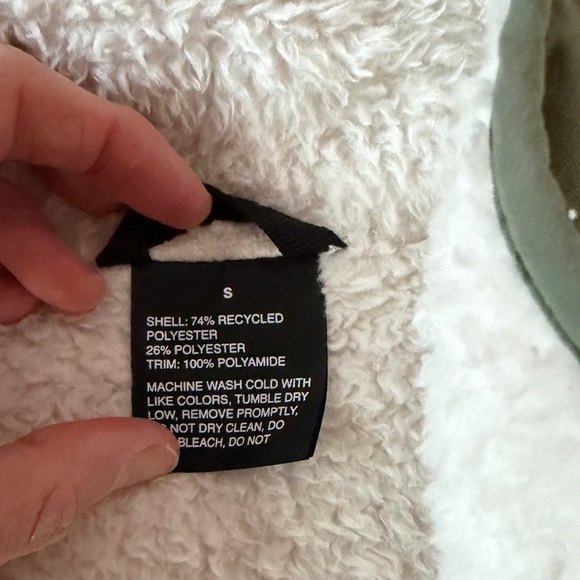 S
SHELL: 74% RECYCLED
POLYESTER
26% POLYESTER
TRIM: 100% POLYAMIDE
MACHINE WASH COLD WITH
LIKE COLORS, TUMBLE DRY
LOW, REMOVE PROMPTLY,
NOT DRY CLEAN, DO
BLEACH, DO NOT